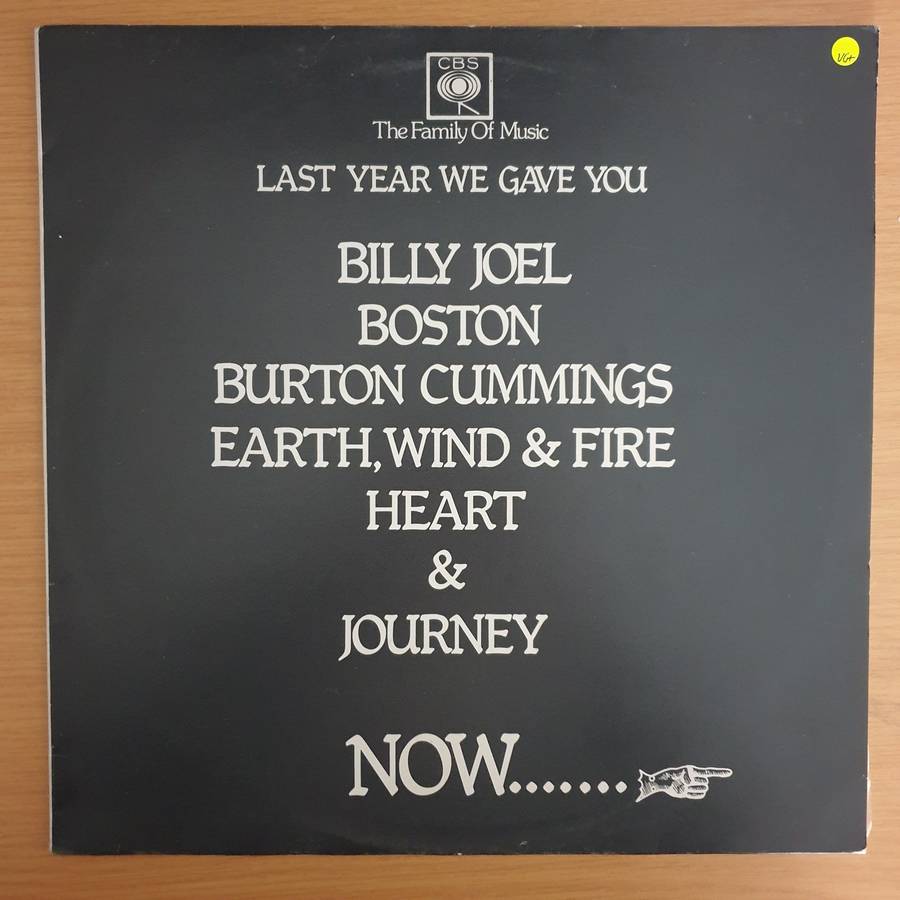 VG+
CBS
The Family Of Music
LAST YEAR WE GAVE YOU
BILLY JOEL
BOSTON
BURTON CUMMINGS
EARTH, WIND & FIRE
HEART
&
JOURNEY
NOW.......